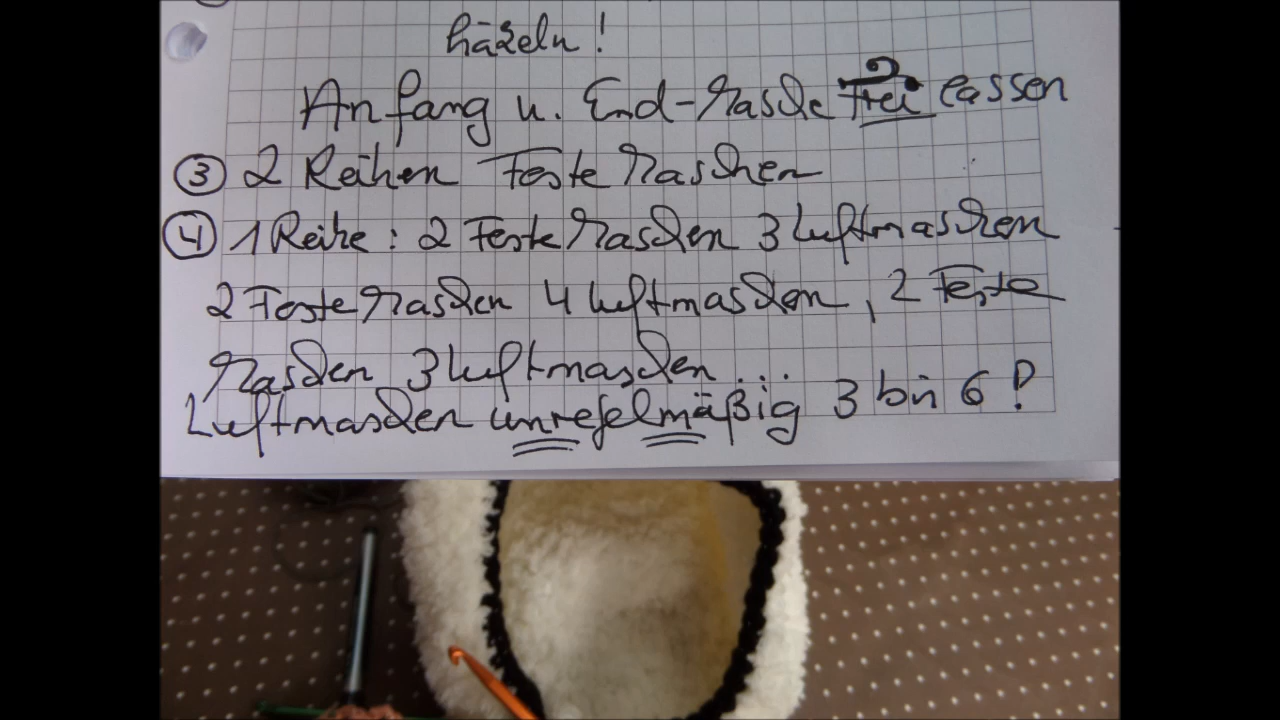 häkeln!
Anfang u. End-Masche frei lassen
③ 2 Reihen Feste Maschen
④ 1 Reihe: 2 Feste Maschen 3 Luftmaschen
2 Feste Maschen 4 Luftmaschen, 2 Feste
Maschen 3 Luftmaschen ...
Luftmaschen unregelmäßig 3 bis 6!